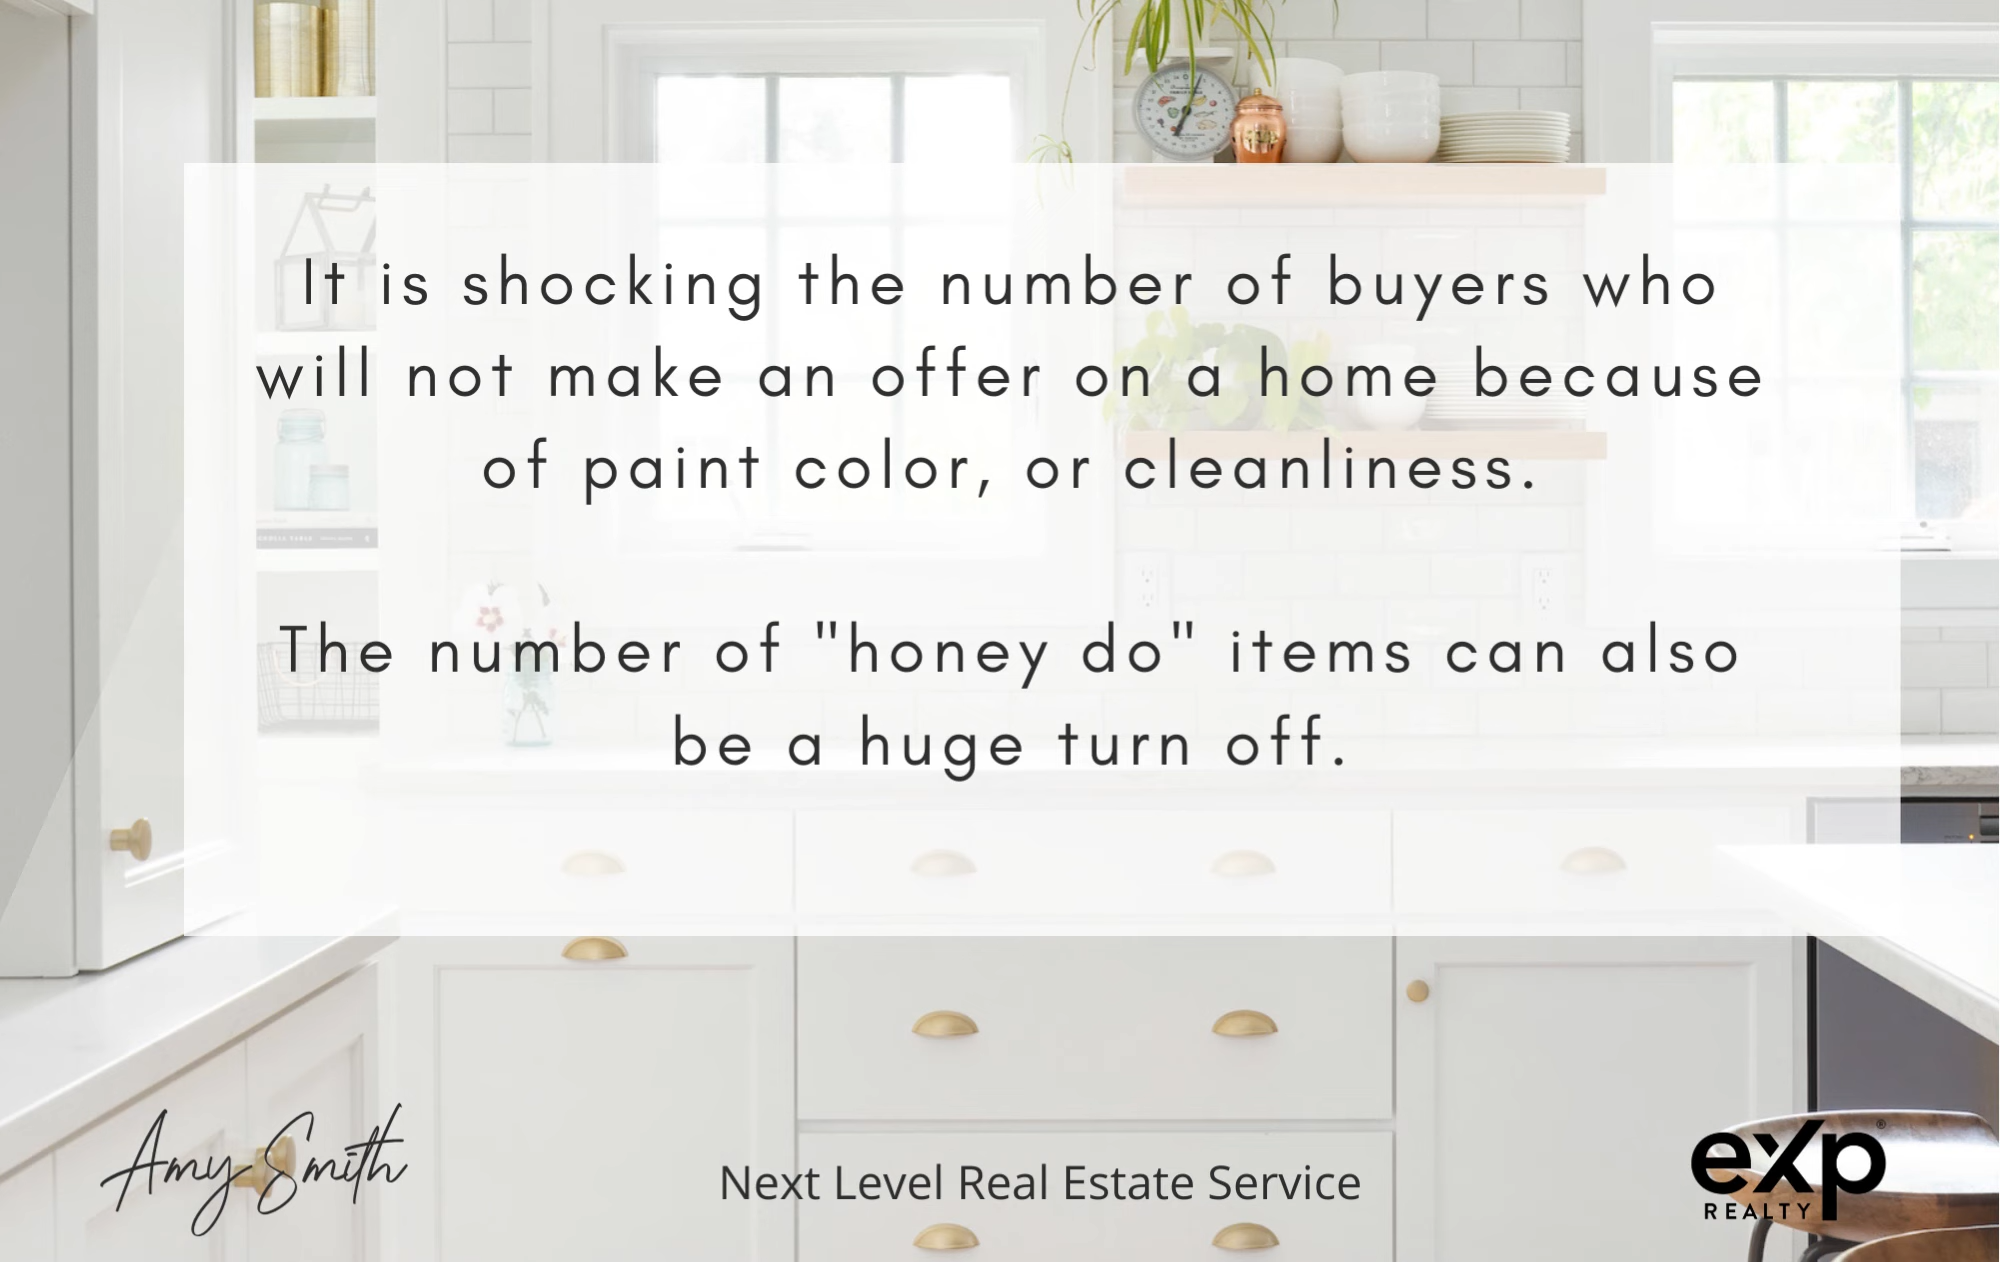 It is shocking the number of buyers who
will not make an offer on a home because
of paint color, or cleanliness.
The number of "honey do" items can also
be a huge turn off.
Amy Smith
Next Level Real Estate Service
eXp®
REALTY